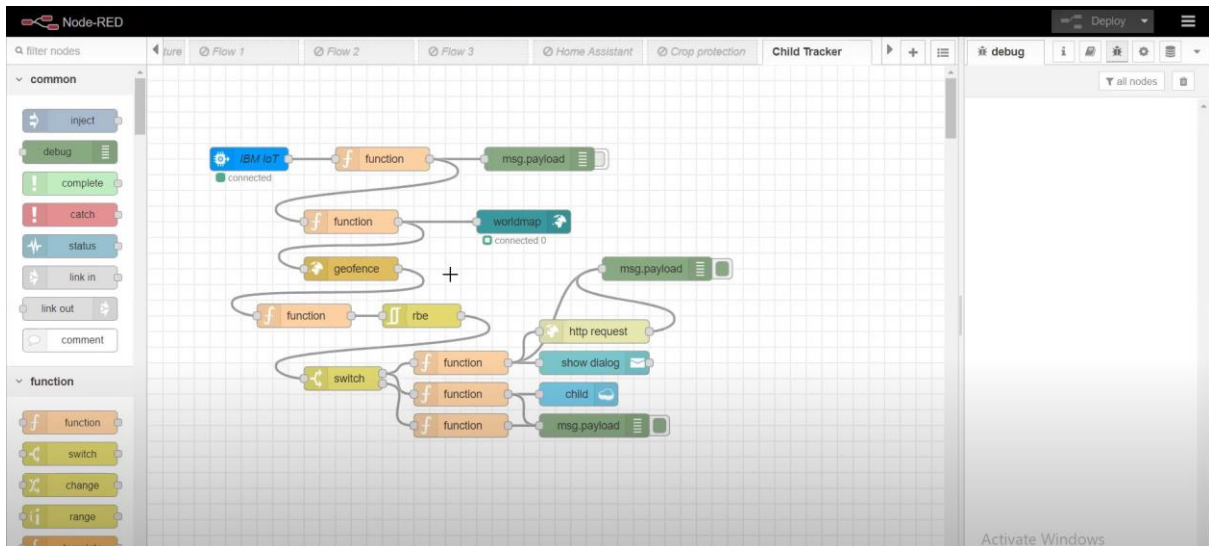 Node-RED
Deploy
filter nodes
ture
Flow 1
Flow 2
Flow 3
Home Assistant
Crop protection
Child Tracker
debug
all nodes
common
inject
debug
complete
catch
status
link in
link out
comment
function
function
switch
change
range
IBM IoT
connected
function
msg.payload
function
worldmap
connected 0
geofence
msg.payload
function
rbe
http request
switch
function
show dialog
function
child
function
msg.payload
Activate Windows